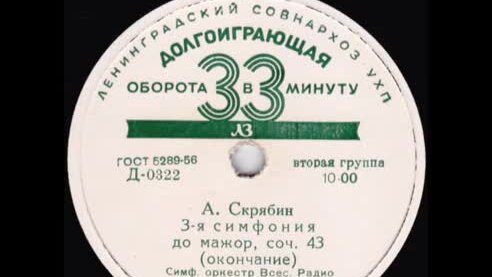 ЛЕНИНГРАДСКИЙ СОВНАРХОЗ УХП
ДОЛГОИГРАЮЩАЯ
ОБОРОТА 33 В МИНУТУ
ЛЗ
ГОСТ 5289-56
вторая группа
Д-0322
10-00
А. Скрябин
3-я симфония
до мажор, соч. 43
(окончание)
Симф. оркестр Всес. Радио